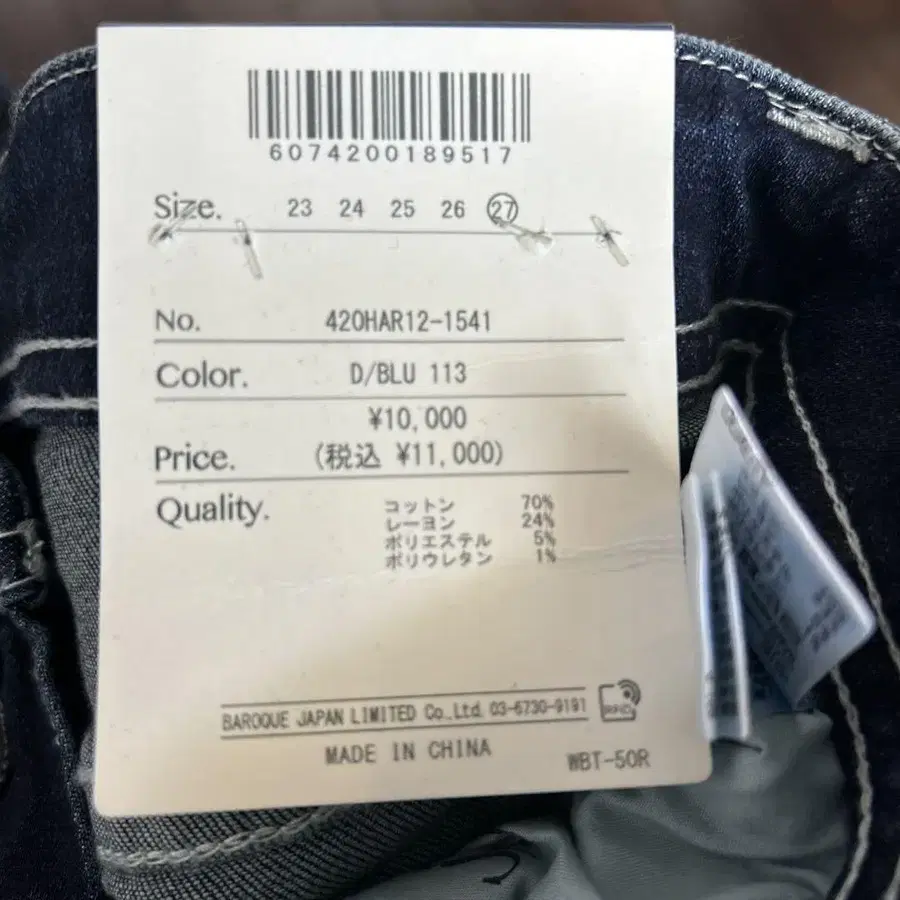 6074200189517
Size. 23 24 25 26 27
No. 420HAR12-1541
Color. D/BLU 113
¥10,000
Price. (税込 ¥11,000)
Quality. コットン 70%
レーヨン 24%
ポリエステル 5%
ポリウレタン 1%
BAROQUE JAPAN LIMITED Co.,Ltd. 03-6730-9191
MADE IN CHINA
WBT-50R